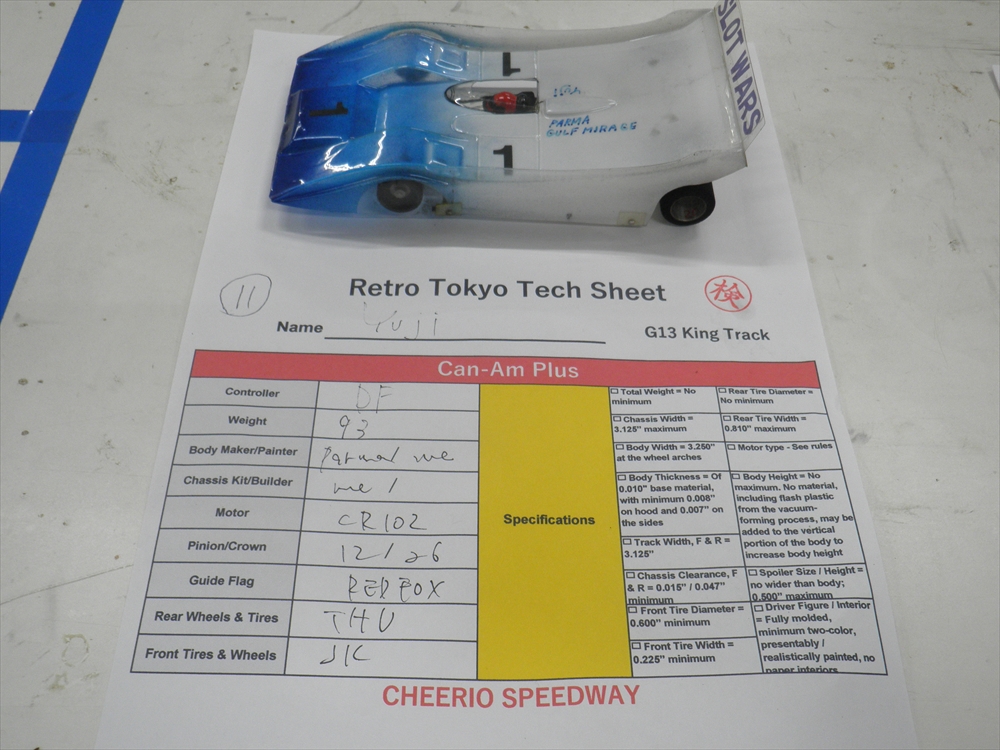 SLOT WARS
1
1
1
PARMA
GULF MIRAGE
11
Retro Tokyo Tech Sheet
検
Name Yuji
G13 King Track
Can-Am Plus
Controller DF
Weight 93
Body Maker/Painter Parma/ me
Chassis Kit/Builder me /
Motor CR102
Pinion/Crown 12/26
Guide Flag RED FOX
Rear Wheels & Tires
Front Tires & Wheels JK
Specifications
☐ Total Weight = No
minimum
☐ Chassis Width =
3.125" maximum
☐ Body Width = 3.250"
at the wheel arches
☐ Body Thickness = Of
0.010" base material,
with minimum 0.008"
on hood and 0.007" on
the sides
☐ Track Width, F & R =
3.125"
☐ Chassis Clearance, F
& R = 0.015" / 0.047"
minimum
☐ Front Tire Diameter =
0.600" minimum
☐ Front Tire Width =
0.225" minimum
☐ Rear Tire Diameter =
No minimum
☐ Rear Tire Width =
0.810" maximum
☐ Motor type - See rules
☐ Body Height = No
maximum. No material,
including flash plastic
from the vacuum-
forming process, may be
added to the vertical
portion of the body to
increase body height
☐ Spoiler Size / Height =
no wider than body;
0.500" maximum
☐ Driver Figure / Interior
= Fully molded,
minimum two-color,
presentably /
realistically painted, no
paper interiors
CHEERIO SPEEDWAY